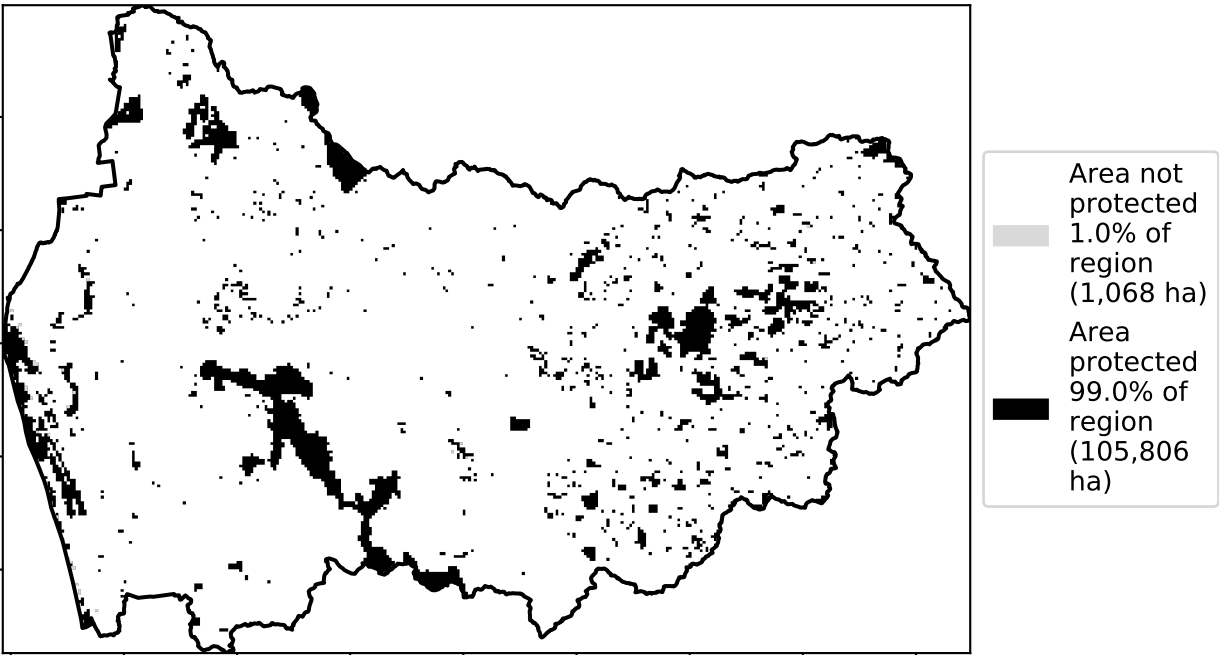 Area not
protected
1.0% of
region
(1,068 ha)
Area
protected
99.0% of
region
(105,806
ha)